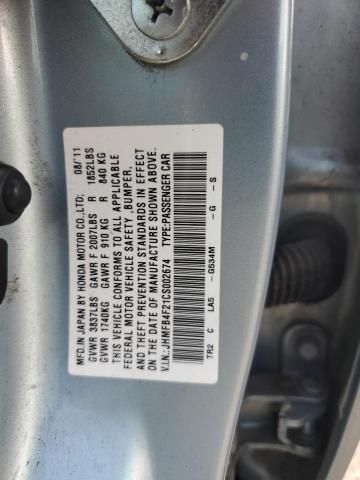 MFD. IN JAPAN BY HONDA MOTOR CO.,LTD; 08/'11
GVWR 3837LBS GAWR F 2007LBS R 1852LBS
GVWR 1740KG GAWR F 910 KG R 840 KG
THIS VEHICLE CONFORMS TO ALL APPLICABLE
FEDERAL MOTOR VEHICLE SAFETY ,BUMPER,
AND THEFT PREVENTION STANDARDS IN EFFECT
ON THE DATE OF MANUFACTURE SHOWN ABOVE.
V.I.N.: JHMFB4F21CS002674 TYPE:PASSENGER CAR
TR2 C LA5 -G534M -G -S